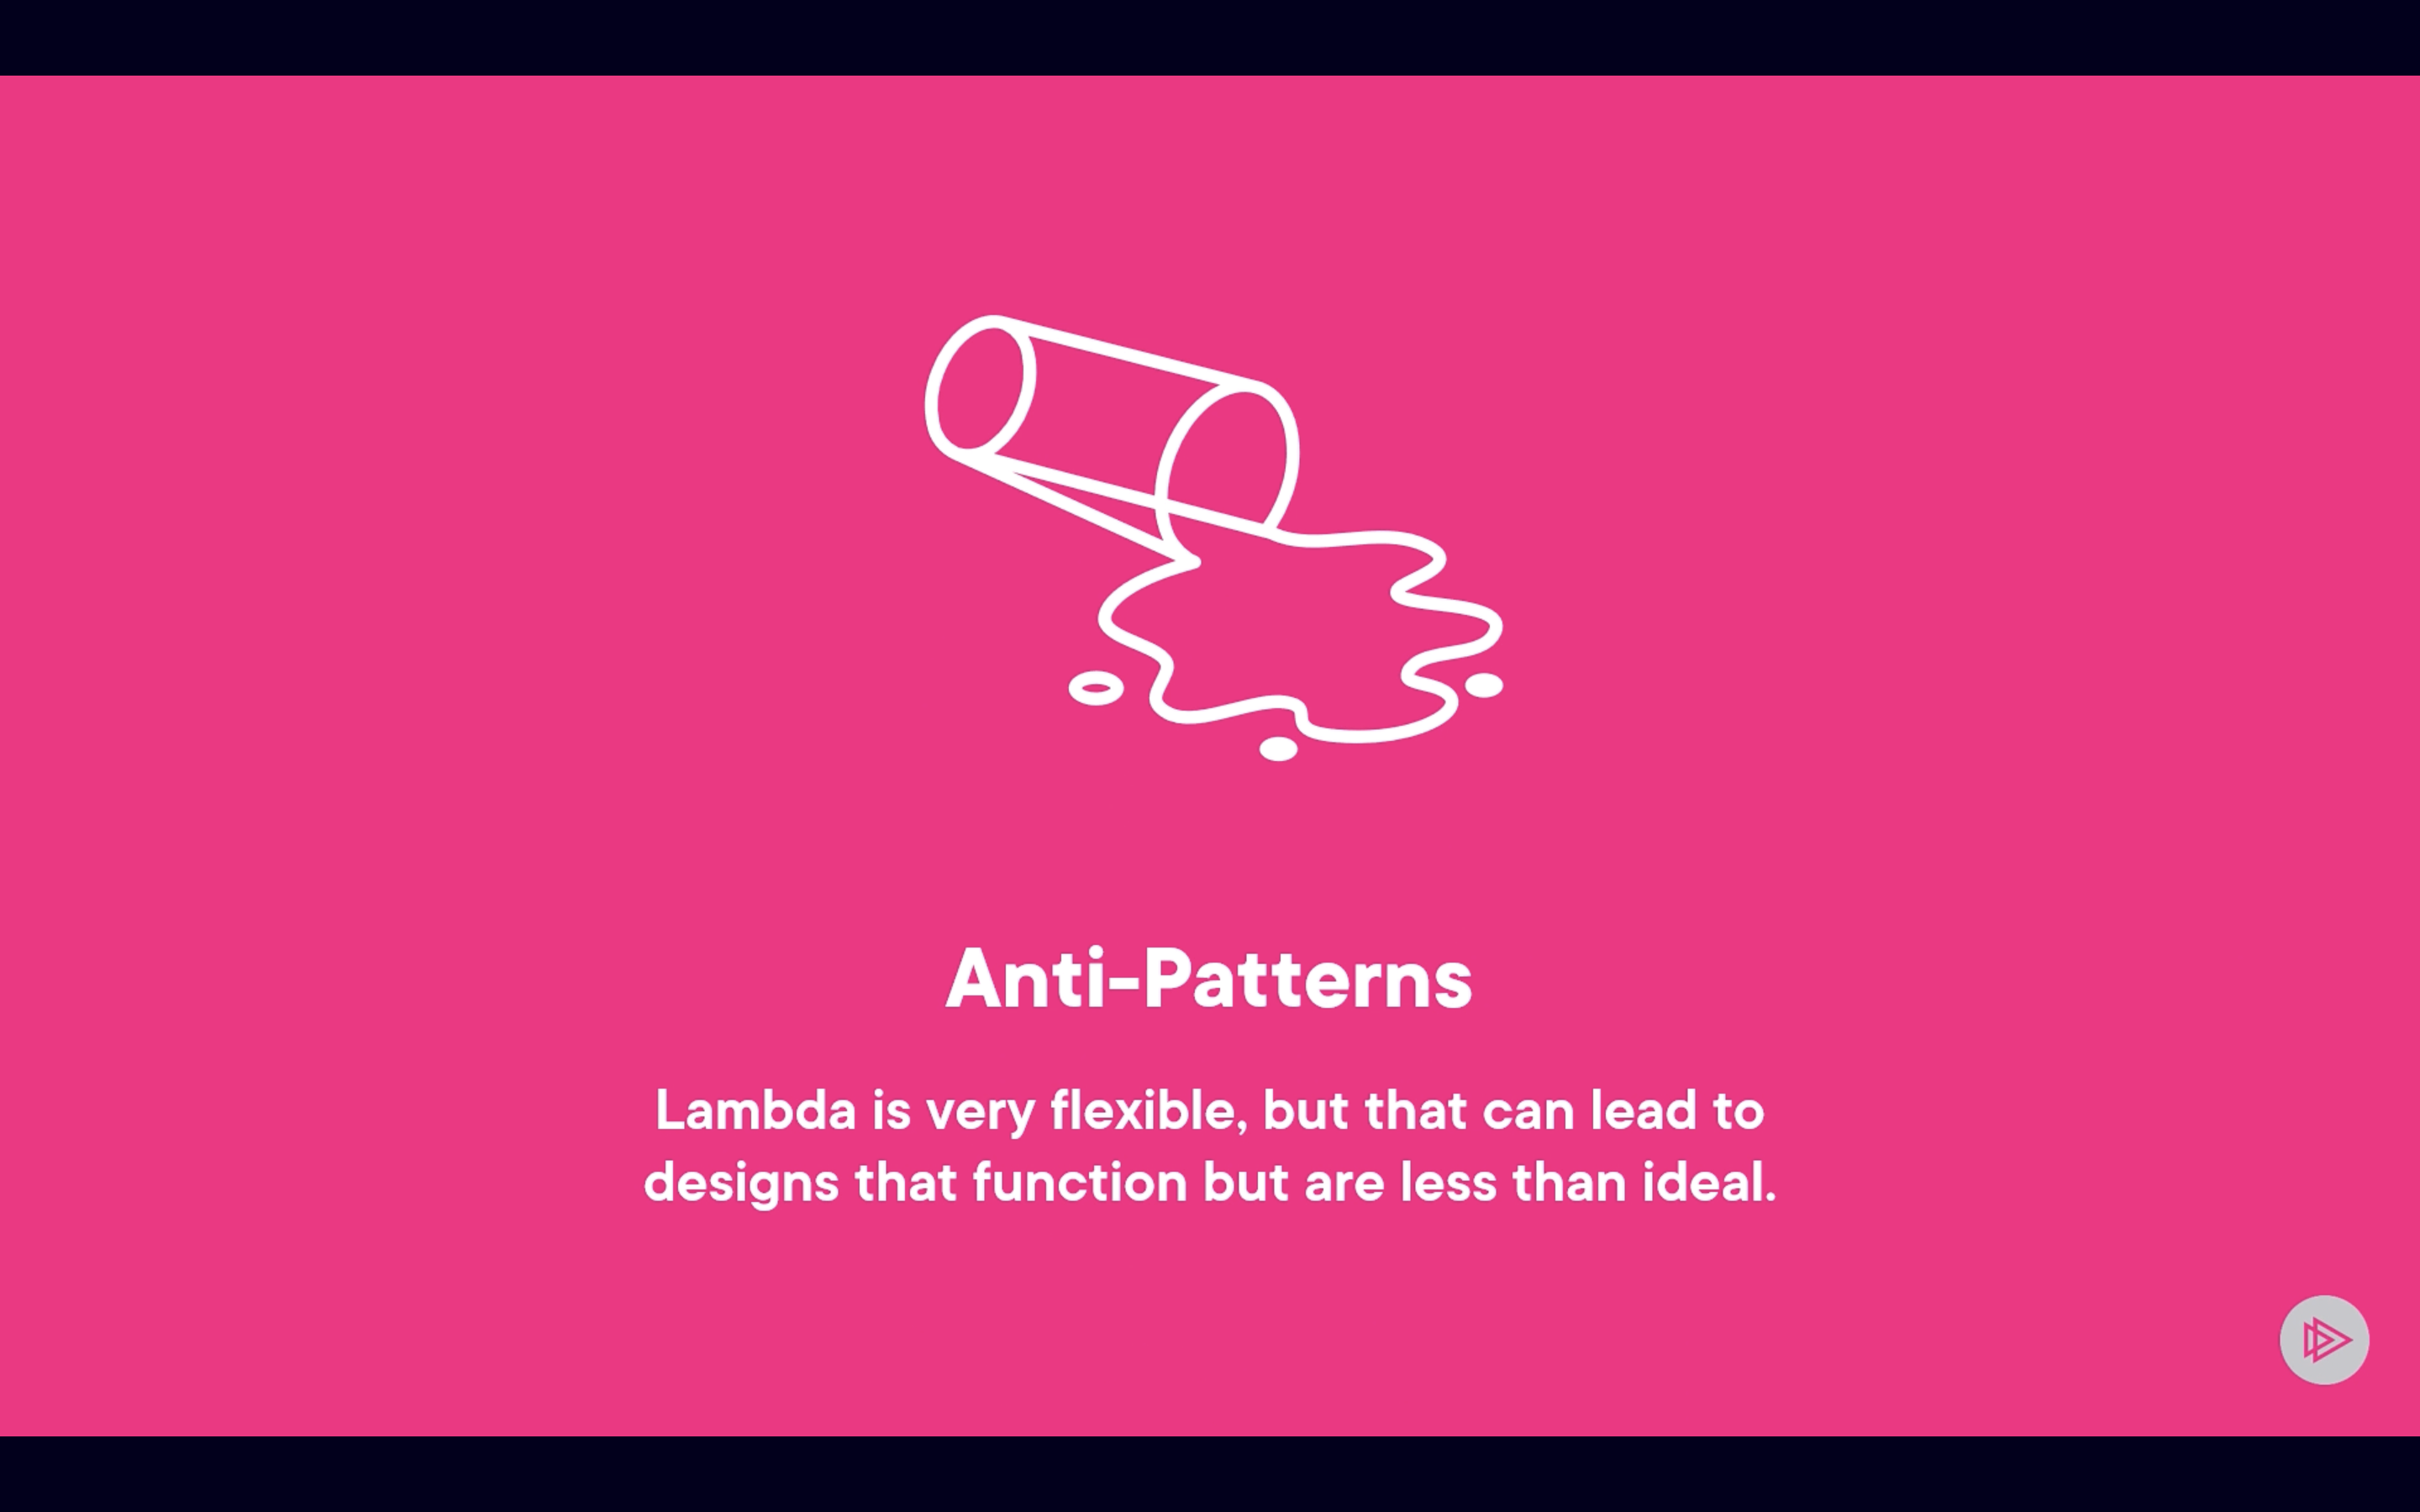 Anti-Patterns
Lambda is very flexible, but that can lead to
designs that function but are less than ideal.